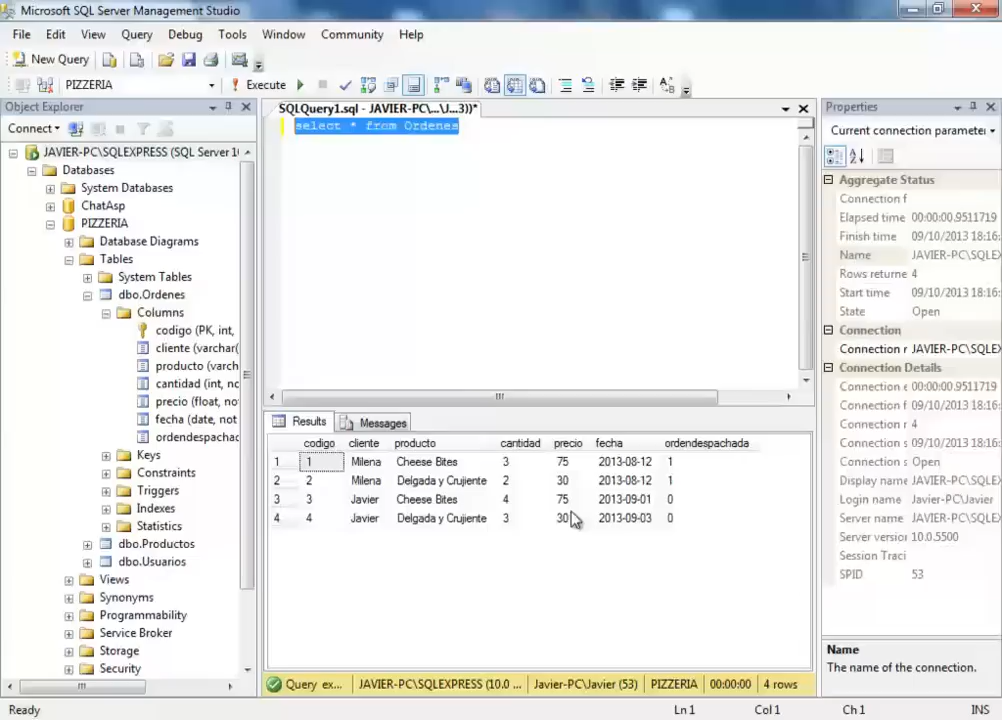 Microsoft SQL Server Management Studio
File Edit View Query Debug Tools Window Community Help
New Query
PIZZERIA Execute
Object Explorer
Connect
JAVIER-PC\SQLEXPRESS (SQL Server 10
Databases
System Databases
ChatAsp
PIZZERIA
Database Diagrams
Tables
System Tables
dbo.Ordenes
Columns
codigo (PK, int,
cliente (varchar(
producto (varch
cantidad (int, no
precio (float, not
fecha (date, not
ordendespachad
Keys
Constraints
Triggers
Indexes
Statistics
dbo.Productos
dbo.Usuarios
Views
Synonyms
Programmability
Service Broker
Storage
Security
SQLQuery1.sql - JAVIER-PC\...\J...3))*
select * from Ordenes
Results Messages
codigo cliente producto cantidad precio fecha ordendespachada
1 1 Milena Cheese Bites 3 75 2013-08-12 1
2 2 Milena Delgada y Crujiente 2 30 2013-08-12 1
3 3 Javier Cheese Bites 4 75 2013-09-01 0
4 4 Javier Delgada y Crujiente 3 30 2013-09-03 0
Query ex... JAVIER-PC\SQLEXPRESS (10.0 ... Javier-PC\Javier (53) PIZZERIA 00:00:00 4 rows
Properties
Current connection parameter
Aggregate Status
Connection f
Elapsed time 00:00:00.9511719
Finish time 09/10/2013 18:16:
Name JAVIER-PC\SQLEX
Rows returne 4
Start time 09/10/2013 18:16:
State Open
Connection
Connection r JAVIER-PC\SQLEX
Connection Details
Connection e 00:00:00.9511719
Connection f 09/10/2013 18:16:
Connection r 4
Connection s 09/10/2013 18:16:
Connection s Open
Display name JAVIER-PC\SQLEX
Login name Javier-PC\Javier
Server name JAVIER-PC\SQLEX
Server version 10.0.5500
Session Traci
SPID 53
Name
The name of the connection.
Ready Ln 1 Col 1 Ch 1 INS